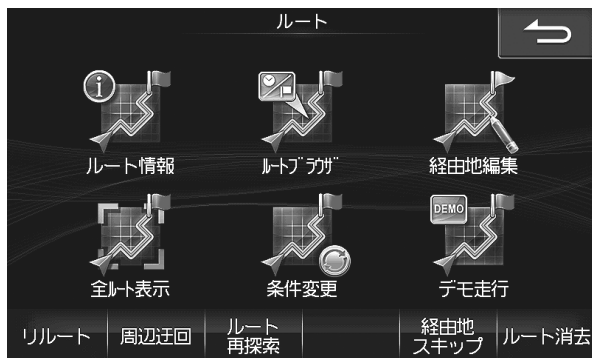 ルート
ルート情報
ルートブラウザ
経由地編集
DEMO
全ルート表示
条件変更
デモ走行
リルート
周辺迂回
ルート
再探索
経由地
スキップ
ルート消去